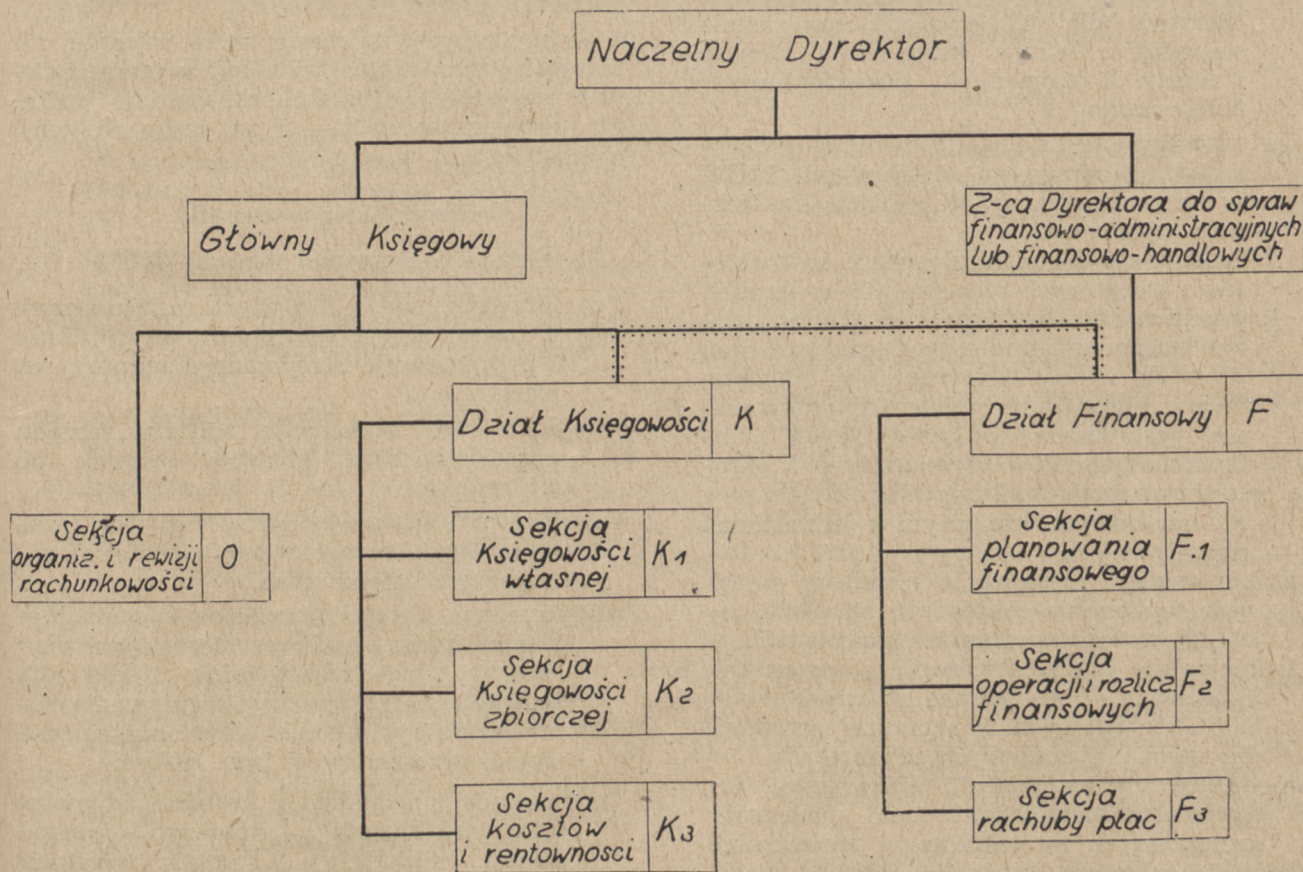 Naczelny Dyrektor
Główny Księgowy
Z-ca Dyrektora do spraw
finansowo-administracyjnych
lub finansowo-handlowych
Dział Księgowości K
Dział Finansowy F
Sekcja
organiz. i rewizji
rachunkowości
O
Sekcja
Księgowości
własnej
K1
Sekcja
planowania
finansowego
F.1
Sekcja
Księgowości
zbiorczej
K2
Sekcja
operacji i rozlicz.
finansowych
F2
Sekcja
kosztów
i rentownosci
K3
Sekcja
rachuby płac
F3